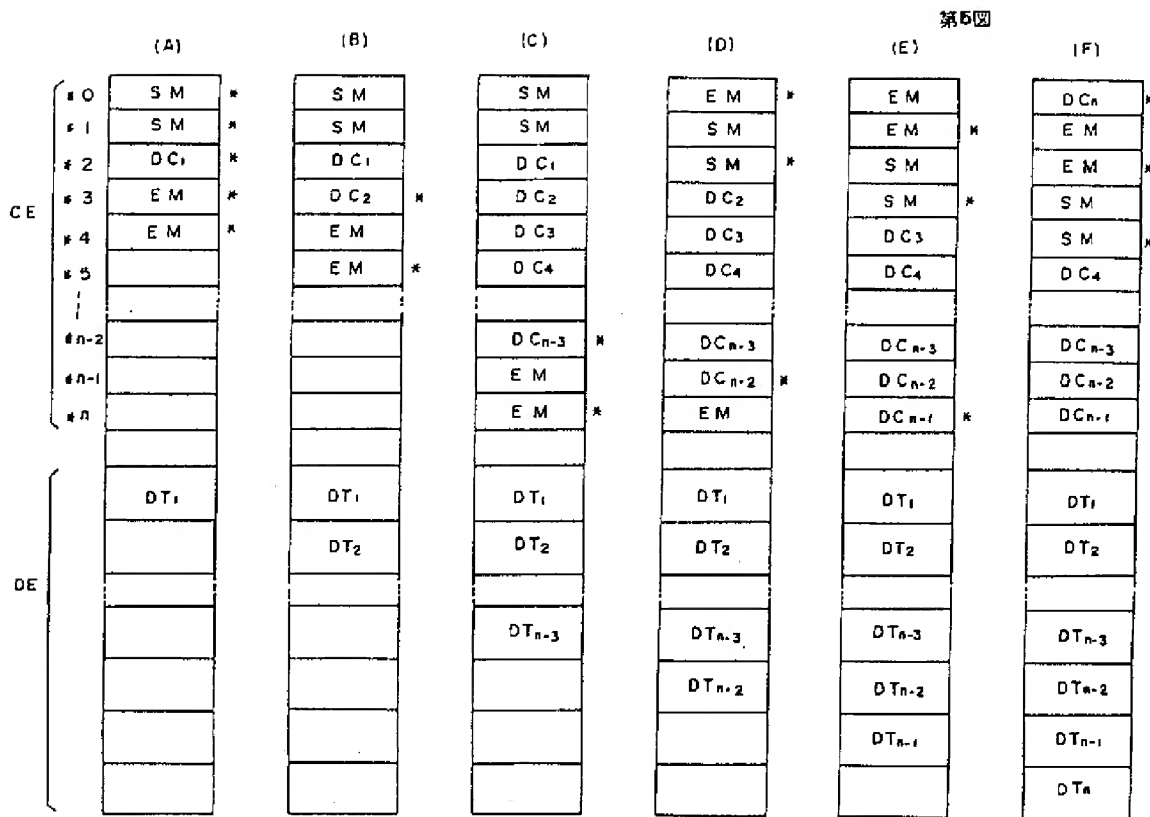 第5図
(A) (B) (C) (D) (E) (F)
#0 SM * SM SM EM * EM DCn *
#1 SM * SM SM SM EM * EM
#2 DC1 * DC1 DC1 SM * SM EM *
CE #3 EM * DC2 * DC2 DC2 SM * SM
#4 EM * EM DC3 DC3 DC3 SM *
#5 EM * DC4 DC4 DC4 DC4
#n-2 DCn-3 * DCn-3 DCn-3 DCn-3
#n-1 EM DCn-2 * DCn-2 DCn-2
#n EM * EM DCn-1 * DCn-1
DT1 DT1 DT1 DT1 DT1 DT1
DT2 DT2 DT2 DT2 DT2
DE
DTn-3 DTn-3 DTn-3 DTn-3
DTn-2 DTn-2 DTn-2
DTn-1 DTn-1
DTn